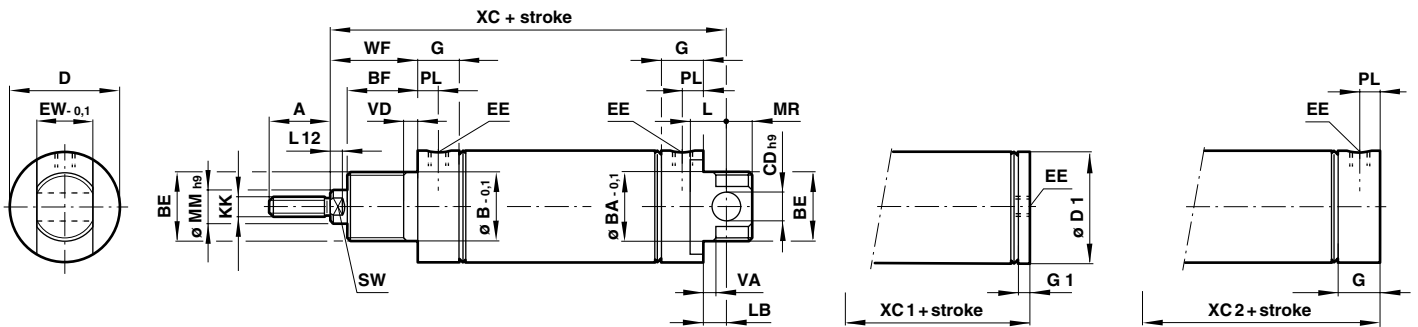 XC + stroke
WF
G
G
D
BF
PL
PL
PL
EW- 0,1
A
VD
EE
EE
L
MR
EE
L 12
CD h9
BE
ø MM h9
KK
ø B - 0,1
ø BA - 0,1
BE
EE
ø D 1
SW
VA
G 1
G
LB
XC 1 + stroke
XC 2 + stroke